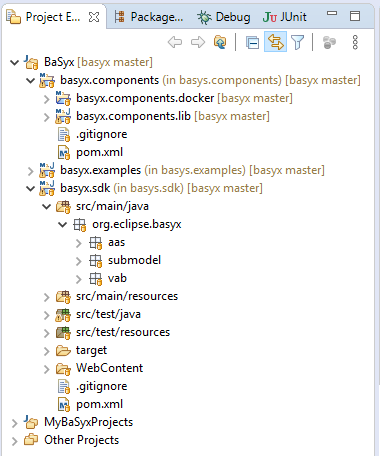 Project E... Package... Debug JUnit
BaSyx [basyx master]
basyx.components (in basys.components) [basyx master]
basyx.components.docker [basyx master]
basyx.components.lib [basyx master]
.gitignore
pom.xml
basyx.examples (in basys.examples) [basyx master]
basyx.sdk (in basys.sdk) [basyx master]
src/main/java
org.eclipse.basyx
aas
submodel
vab
src/main/resources
src/test/java
src/test/resources
target
WebContent
.gitignore
pom.xml
MyBaSyxProjects
Other Projects